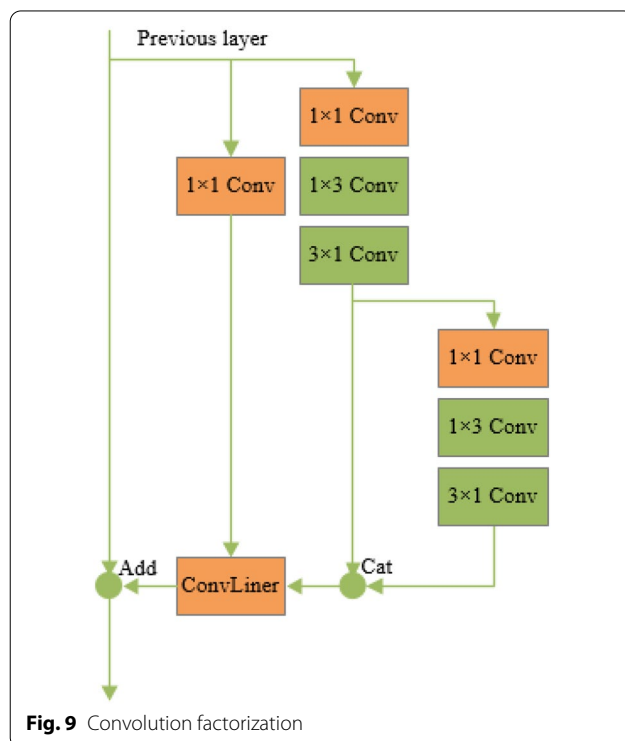 Previous layer
1×1 Conv
1×1 Conv
1×3 Conv
3×1 Conv
1×1 Conv
1×3 Conv
3×1 Conv
Add
ConvLiner
Cat
Fig. 9 Convolution factorization